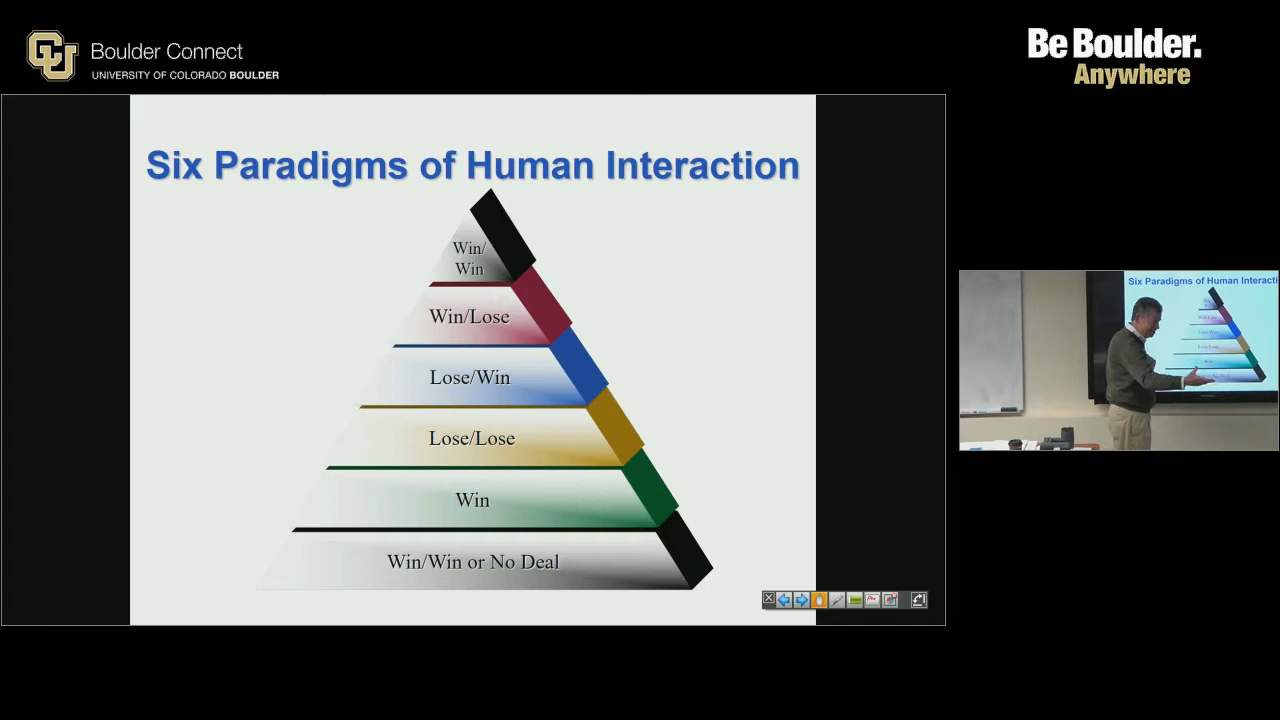 Boulder Connect
UNIVERSITY OF COLORADO BOULDER
Be Boulder.
Anywhere
Six Paradigms of Human Interaction
Win/
Win
Win/Lose
Lose/Win
Lose/Lose
Win
Win/Win or No Deal
Six Paradigms of Human Interacti